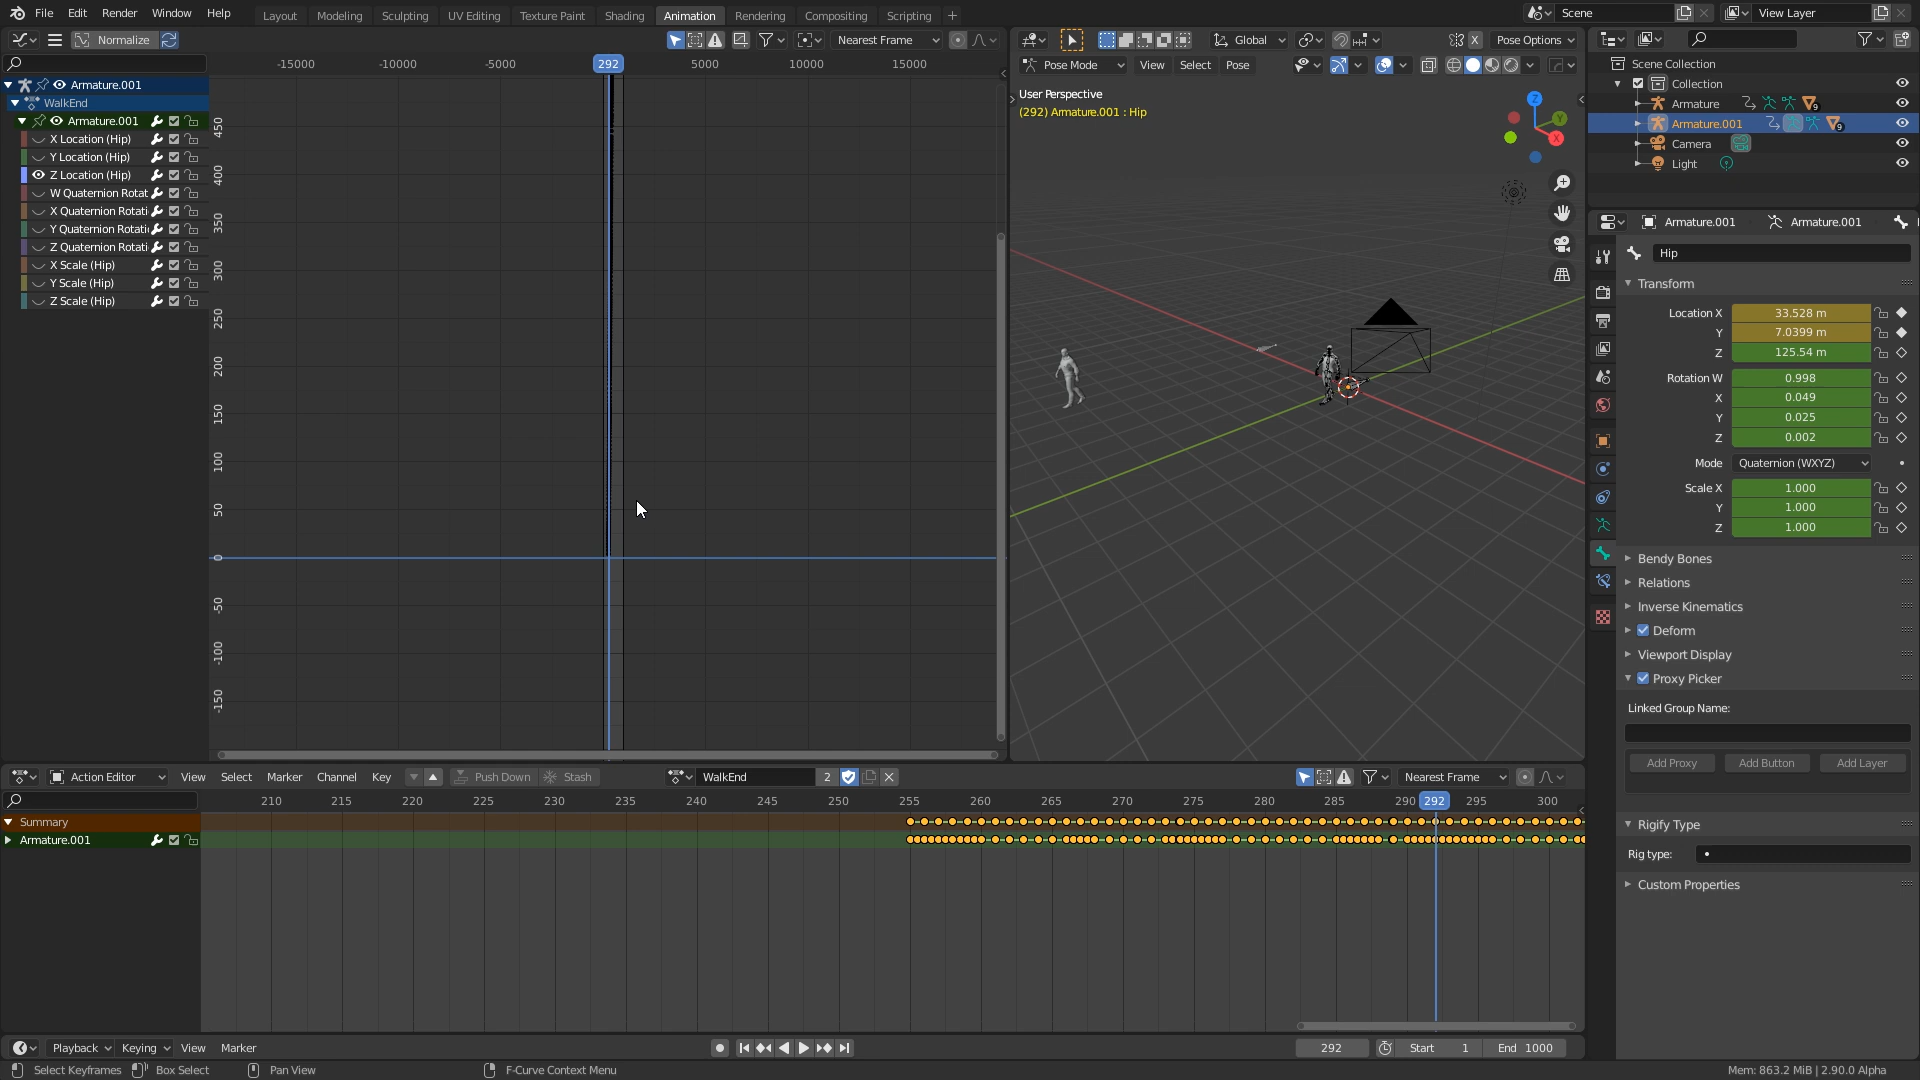 File Edit Render Window Help
Layout Modeling Sculpting UV Editing Texture Paint Shading Animation Rendering Compositing Scripting +
Scene
View Layer
Normalize
Nearest Frame
Global
X
Pose Options
Pose Mode View Select Pose
-15000 -10000 -5000 292 5000 10000 15000
Armature.001
WalkEnd
Armature.001
X Location (Hip)
Y Location (Hip)
Z Location (Hip)
W Quaternion Rotat
X Quaternion Rotati
Y Quaternion Rotati
Z Quaternion Rotati
X Scale (Hip)
Y Scale (Hip)
Z Scale (Hip)
450
400
350
300
250
200
150
100
50
0
-50
-100
-150
User Perspective
(292) Armature.001 : Hip
Z
Y
X
Scene Collection
Collection
Armature 9
Armature.001 9
Camera
Light
Armature.001 Armature.001
Hip
Transform
Location X 33.528 m
Y 7.0399 m
Z 125.54 m
Rotation W 0.998
X 0.049
Y 0.025
Z 0.002
Mode Quaternion (WXYZ)
Scale X 1.000
Y 1.000
Z 1.000
Bendy Bones
Relations
Inverse Kinematics
Deform
Viewport Display
Proxy Picker
Linked Group Name:
Add Proxy Add Button Add Layer
Rigify Type
Rig type:
Custom Properties
Action Editor View Select Marker Channel Key Push Down Stash WalkEnd 2 Nearest Frame
210 215 220 225 230 235 240 245 250 255 260 265 270 275 280 285 290 292 295 300
Summary
Armature.001
Playback Keying View Marker 292 Start 1 End 1000
Select Keyframes Box Select Pan View F-Curve Context Menu Mem: 863.2 MiB | 2.90.0 Alpha